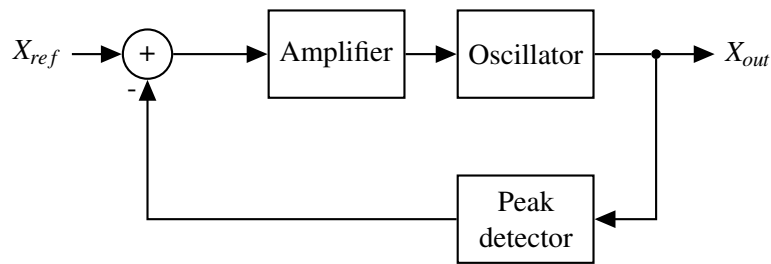 X_ref
+
Amplifier
Oscillator
X_out
-
Peak
detector